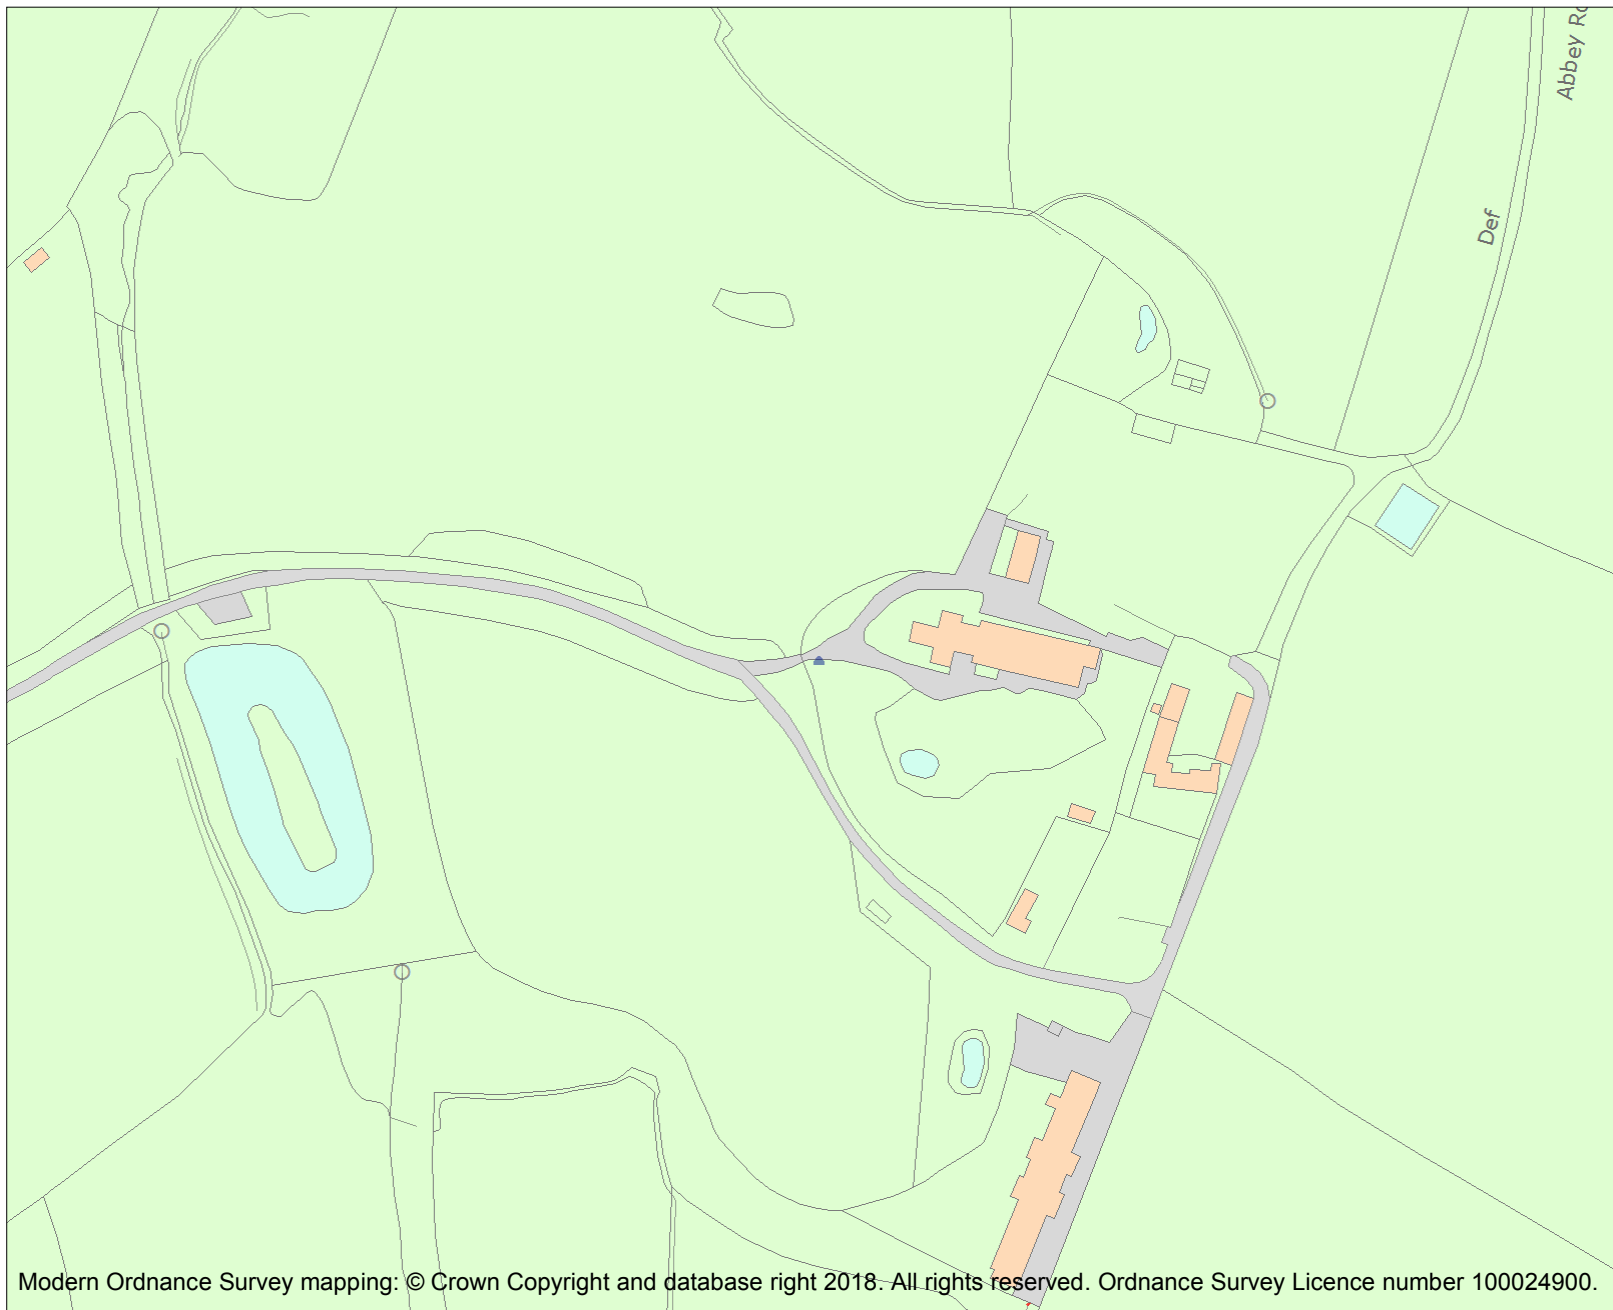 Abbey
Def
Modern Ordnance Survey mapping: © Crown Copyright and database right 2018. All rights reserved. Ordnance Survey Licence number 100024900.